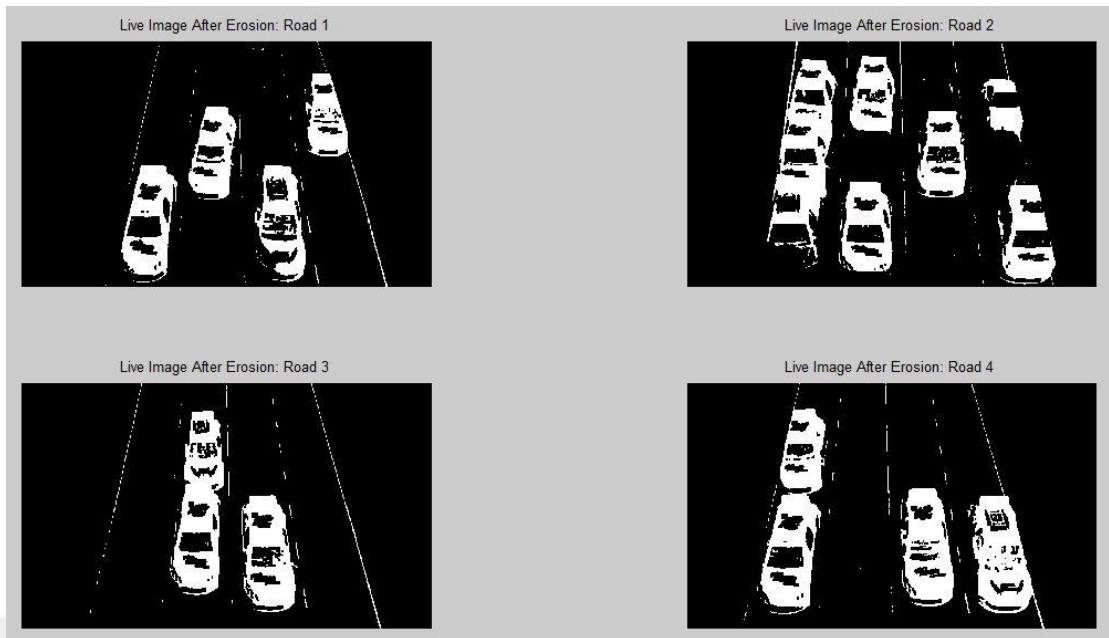 Live Image After Erosion: Road 1
Live Image After Erosion: Road 2
Live Image After Erosion: Road 3
Live Image After Erosion: Road 4